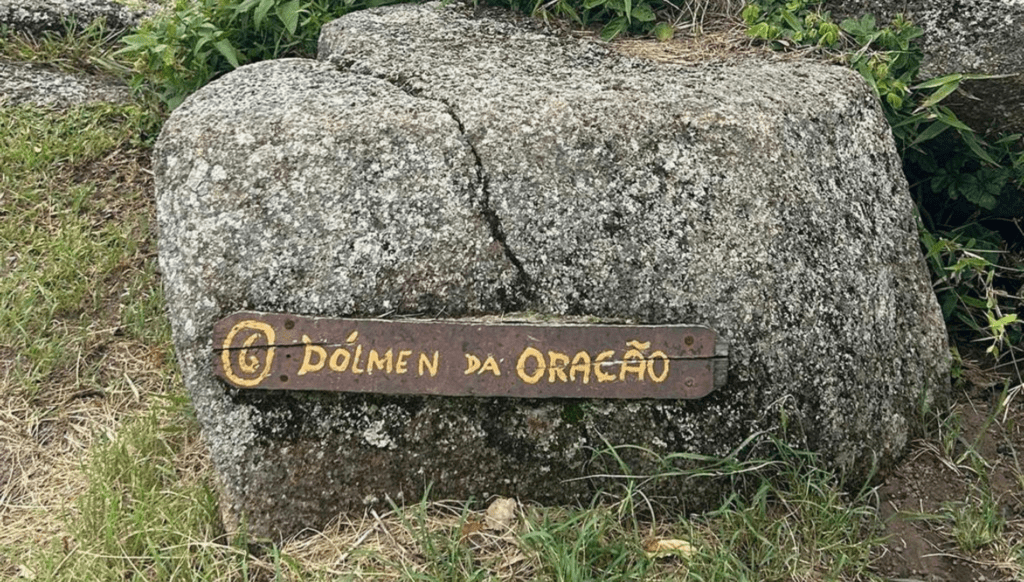 6 DÓLMEN DA ORAÇÃO